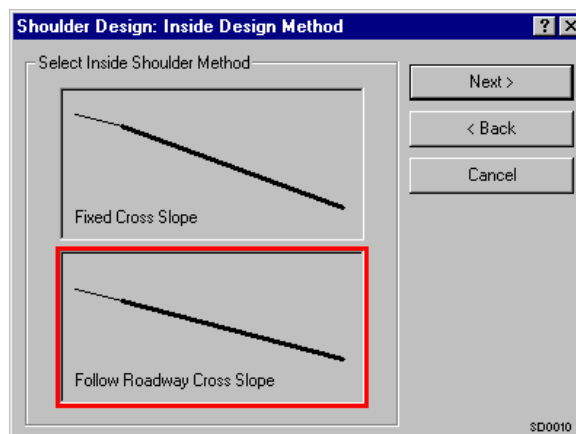 Shoulder Design: Inside Design Method
Select Inside Shoulder Method
Fixed Cross Slope
Follow Roadway Cross Slope
Next >
< Back
Cancel
SD0010